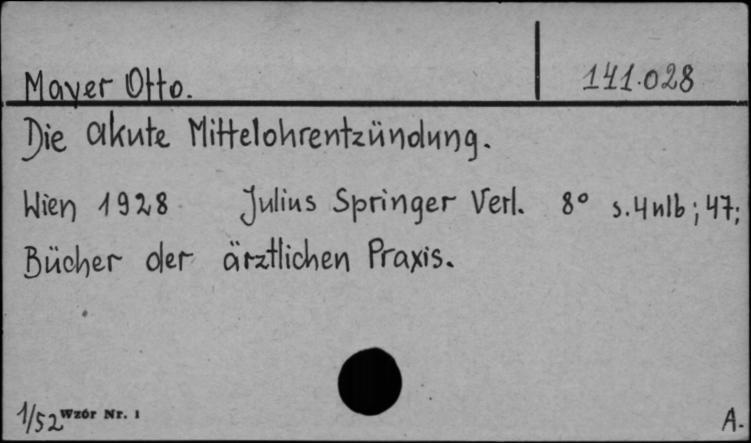 Mayer Otto.
141.028
Die akute Mittelohrentzündung.
Wien 1928 Julius Springer Verl. 8° s.4nlb; 47;
Bücher der ärztlichen Praxis.
1/52 Wzór Nr. 1
A.